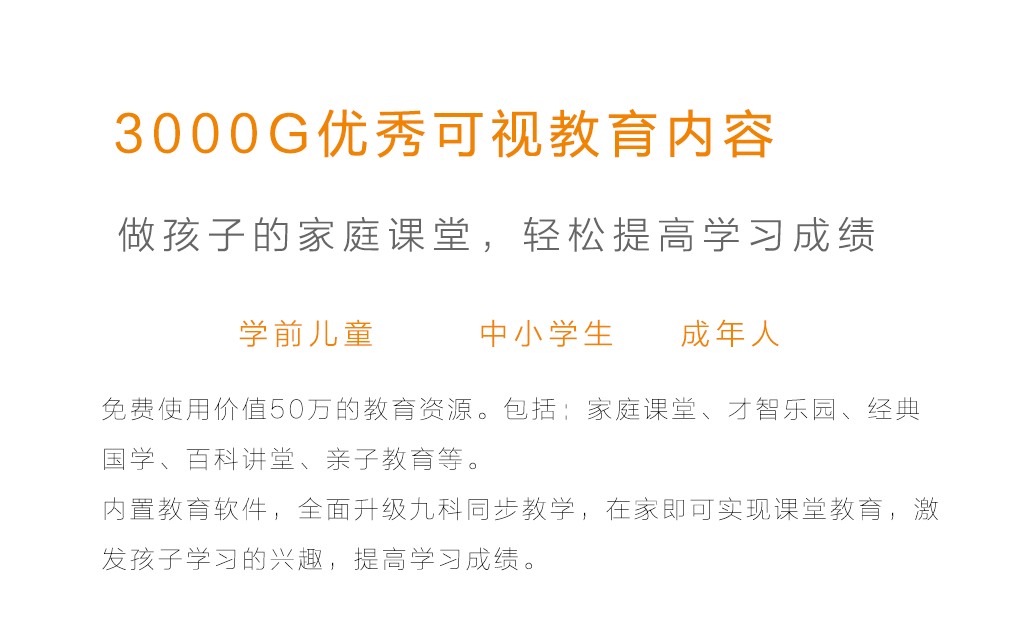 3000G优秀可视教育内容
做孩子的家庭课堂，轻松提高学习成绩
学前儿童 中小学生 成年人
免费使用价值50万的教育资源。包括；家庭课堂、才智乐园、经典
国学、百科讲堂、亲子教育等。
内置教育软件，全面升级九科同步教学，在家即可实现课堂教育，激
发孩子学习的兴趣，提高学习成绩。